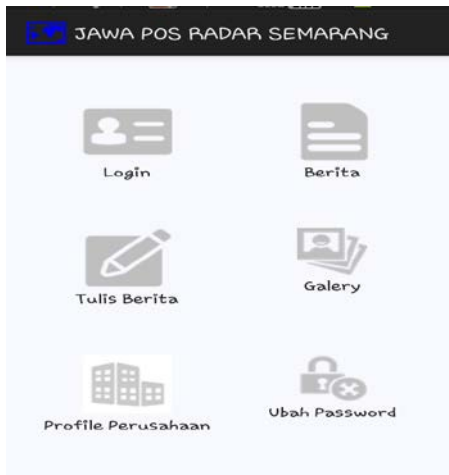 JAWA POS RADAR SEMARANG
Login
Berita
Tulis Berita
Galery
Profile Perusahaan
Ubah Password